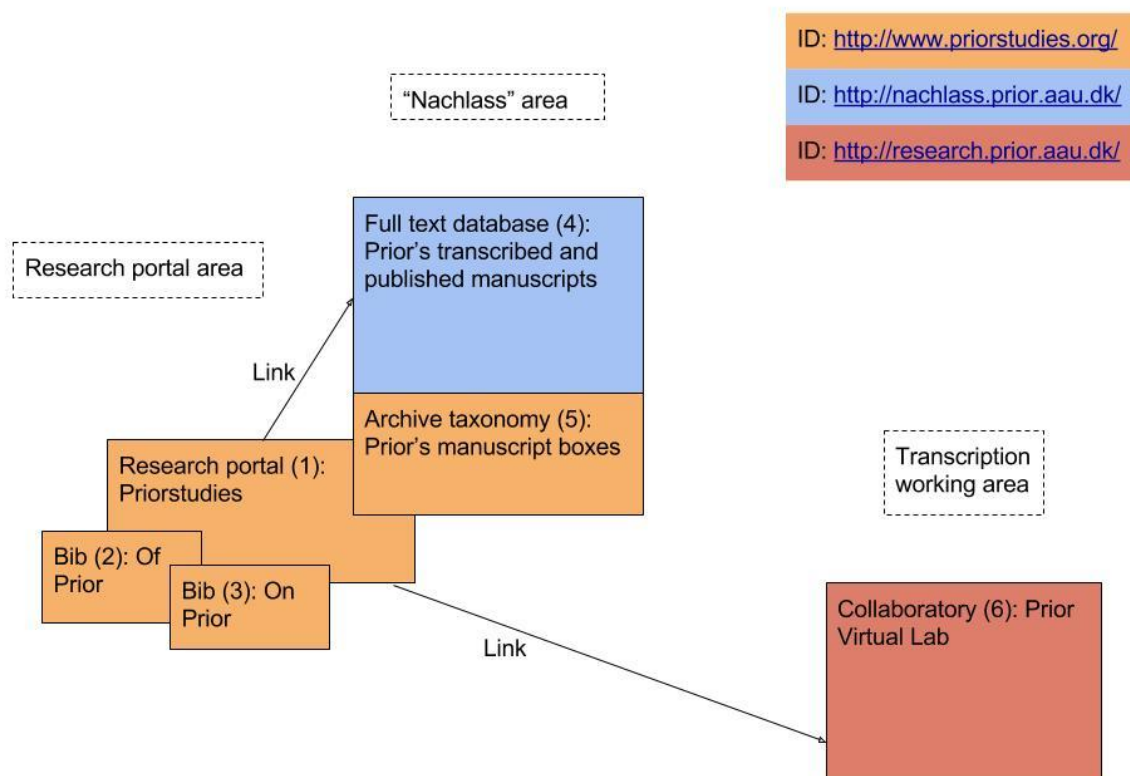 ID: http://www.priorstudies.org/
ID: http://nachlass.prior.aau.dk/
ID: http://research.prior.aau.dk/
“Nachlass” area
Research portal area
Full text database (4):
Prior’s transcribed and
published manuscripts
Link
Archive taxonomy (5):
Prior’s manuscript boxes
Research portal (1):
Priorstudies
Bib (2): Of
Prior
Bib (3): On
Prior
Transcription
working area
Link
Collaboratory (6): Prior
Virtual Lab